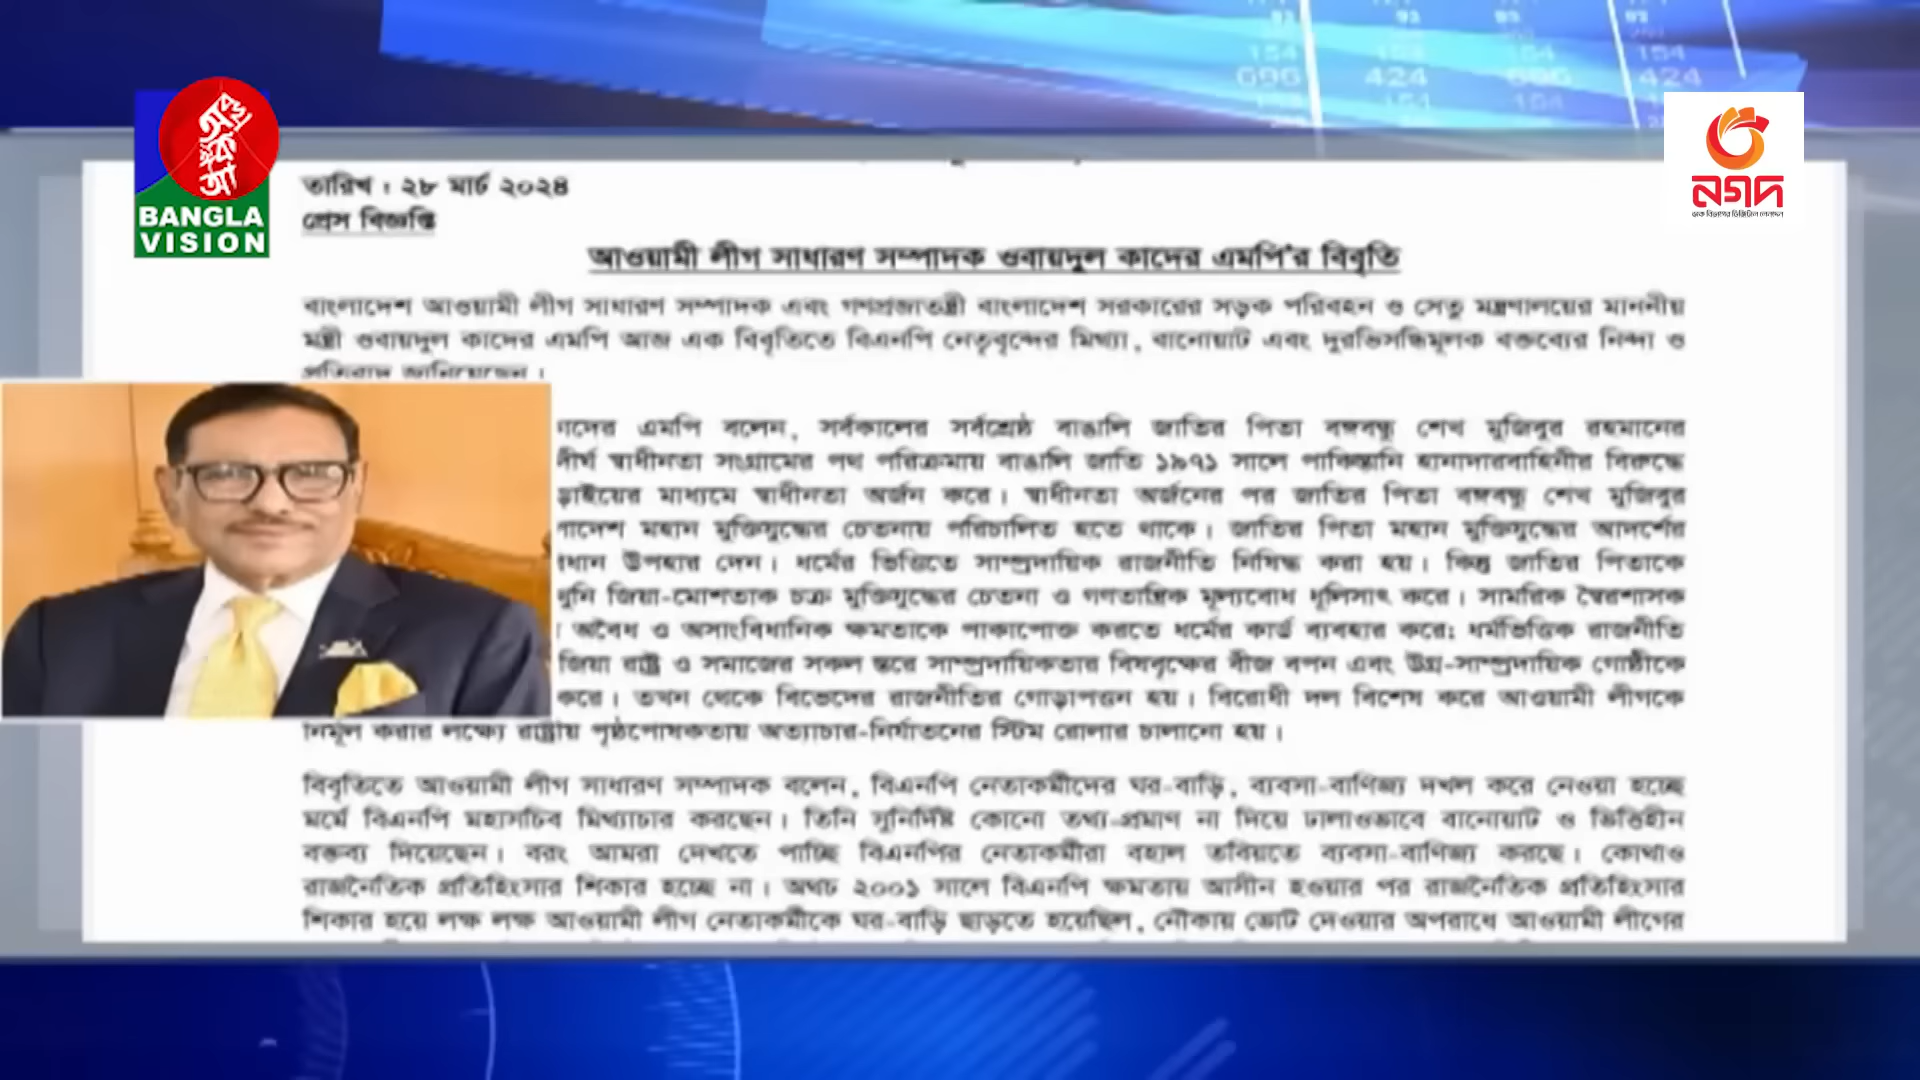 BANGLA
VISION
নগদ
696 424 696 424
তারিখ : ২৮ মার্চ ২০২৪
প্রেস বিজ্ঞপ্তি
আওয়ামী লীগ সাধারণ সম্পাদক ওবায়দুল কাদের এমপি'র বিবৃতি
বাংলাদেশ আওয়ামী লীগ সাধারণ সম্পাদক এবং গণপ্রজাতন্ত্রী বাংলাদেশ সরকারের সড়ক পরিবহন ও সেতু মন্ত্রণালয়ের মাননীয়
মন্ত্রী ওবায়দুল কাদের এমপি আজ এক বিবৃতিতে বিএনপি নেতৃবৃন্দের মিথ্যা, বানোয়াট এবং দুরভিসন্ধিমূলক বক্তব্যের নিন্দা ও
প্রতিবাদ জানিয়েছেন।
এমপি বলেন, সর্বকালের সর্বশ্রেষ্ঠ বাঙালি জাতির পিতা বঙ্গবন্ধু শেখ মুজিবুর রহমানের
স্বাধীনতা সংগ্রামের পথ পরিক্রমায় বাঙালি জাতি ১৯৭১ সালে পাকিস্তানি হানাদারবাহিনীর বিরুদ্ধে
মাধ্যমে স্বাধীনতা অর্জন করে। স্বাধীনতা অর্জনের পর জাতির পিতা বঙ্গবন্ধু শেখ মুজিবুর
মহান মুক্তিযুদ্ধের চেতনায় পরিচালিত হতে থাকে। জাতির পিতা মহান মুক্তিযুদ্ধের আদর্শের
উপহার দেন। ধর্মের ভিত্তিতে সাম্প্রদায়িক রাজনীতি নিষিদ্ধ করা হয়। কিন্তু জাতির পিতাকে
খুনি জিয়া-মোশতাক চক্র মুক্তিযুদ্ধের চেতনা ও গণতান্ত্রিক মূল্যবোধ ধূলিসাৎ করে। সামরিক স্বৈরশাসক
অবৈধ ও অসাংবিধানিক ক্ষমতাকে পাকাপোক্ত করতে ধর্মের কার্ড ব্যবহার করে; ধর্মভিত্তিক রাজনীতি
জিয়া রাষ্ট্র ও সমাজের সকল স্তরে সাম্প্রদায়িকতার বিষবৃক্ষের বীজ বপন এবং উগ্র-সাম্প্রদায়িক গোষ্ঠীকে
করে। তখন থেকে বিভেদের রাজনীতির গোড়াপত্তন হয়। বিরোধী দল বিশেষ করে আওয়ামী লীগকে
নির্মূল করার লক্ষ্যে রাষ্ট্রীয় পৃষ্ঠপোষকতায় অত্যাচার-নির্যাতনের স্টিম রোলার চালানো হয়।
বিবৃতিতে আওয়ামী লীগ সাধারণ সম্পাদক বলেন, বিএনপি নেতাকর্মীদের ঘর-বাড়ি, ব্যবসা-বাণিজ্য দখল করে নেওয়া হচ্ছে
মর্মে বিএনপি মহাসচিব মিথ্যাচার করছেন। তিনি সুনির্দিষ্ট কোনো তথ্য-প্রমাণ না দিয়ে ঢালাওভাবে বানোয়াট ও ভিত্তিহীন
বক্তব্য দিয়েছেন। বরং আমরা দেখতে পাচ্ছি বিএনপির নেতাকর্মীরা বহাল তবিয়তে ব্যবসা-বাণিজ্য করছে। কোথাও
রাজনৈতিক প্রতিহিংসার শিকার হচ্ছে না। অথচ ২০০১ সালে বিএনপি ক্ষমতায় আসীন হওয়ার পর রাজনৈতিক প্রতিহিংসার
শিকার হয়ে লক্ষ লক্ষ আওয়ামী লীগ নেতাকর্মীকে ঘর-বাড়ি ছাড়তে হয়েছিল, নৌকায় ভোট দেওয়ার অপরাধে আওয়ামী লীগের